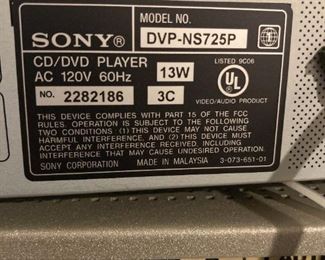 MODEL NO.
SONY® DVP-NS725P
CD/DVD PLAYER
AC 120V 60Hz 13W
NO. 2282186 3C
LISTED 9C06
UL ®
VIDEO/AUDIO PRODUCT
THIS DEVICE COMPLIES WITH PART 15 OF THE FCC
RULES. OPERATION IS SUBJECT TO THE FOLLOWING
TWO CONDITIONS: (1) THIS DEVICE MAY NOT CAUSE
HARMFUL INTERFERENCE, AND (2) THIS DEVICE MUST
ACCEPT ANY INTERFERENCE RECEIVED, INCLUDING
INTERFERENCE THAT MAY CAUSE UNDESIRED OPERATION.
SONY CORPORATION MADE IN MALAYSIA 3-073-651-01